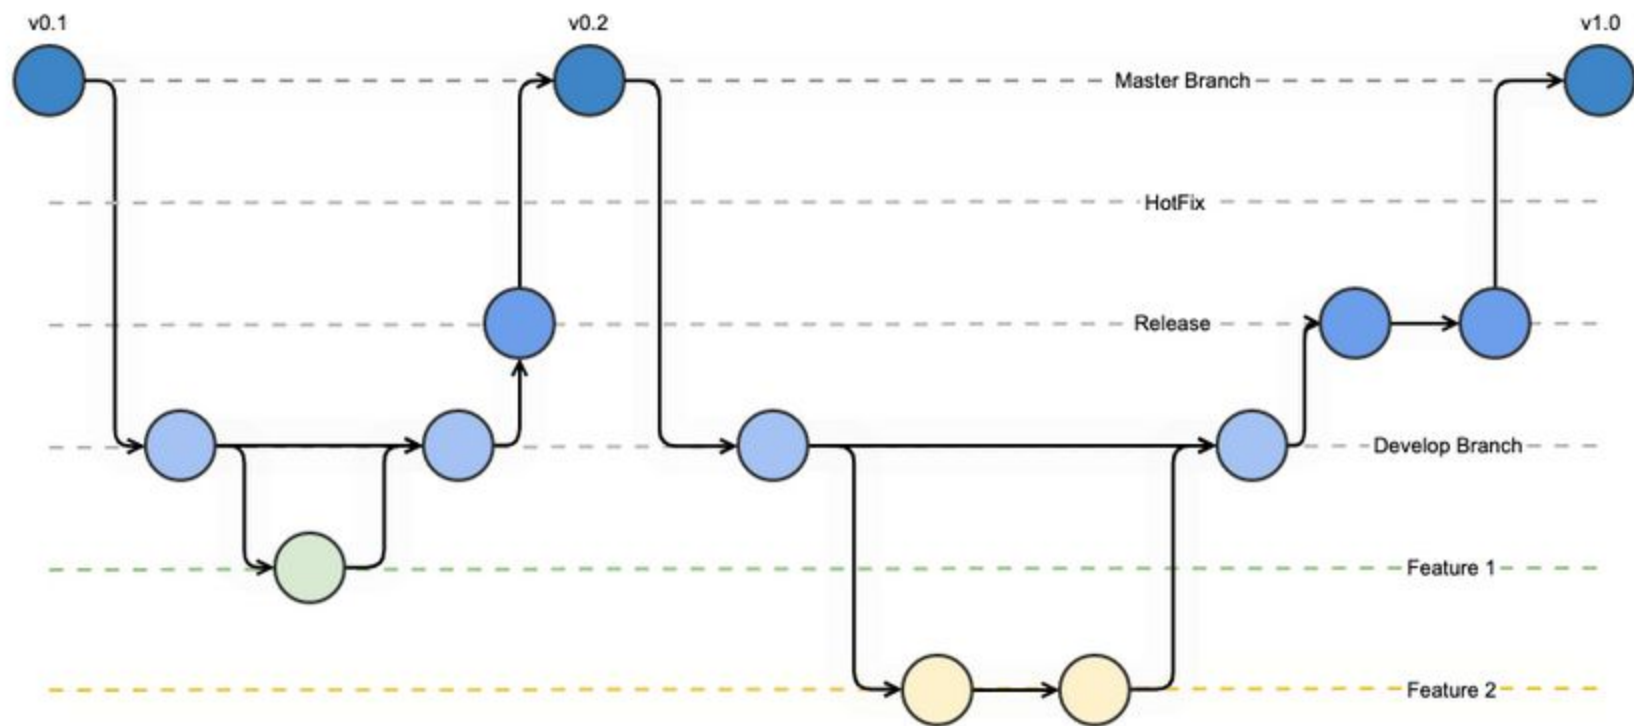 v0.1
v0.2
v1.0
Master Branch
HotFix
Release
Develop Branch
Feature 1
Feature 2